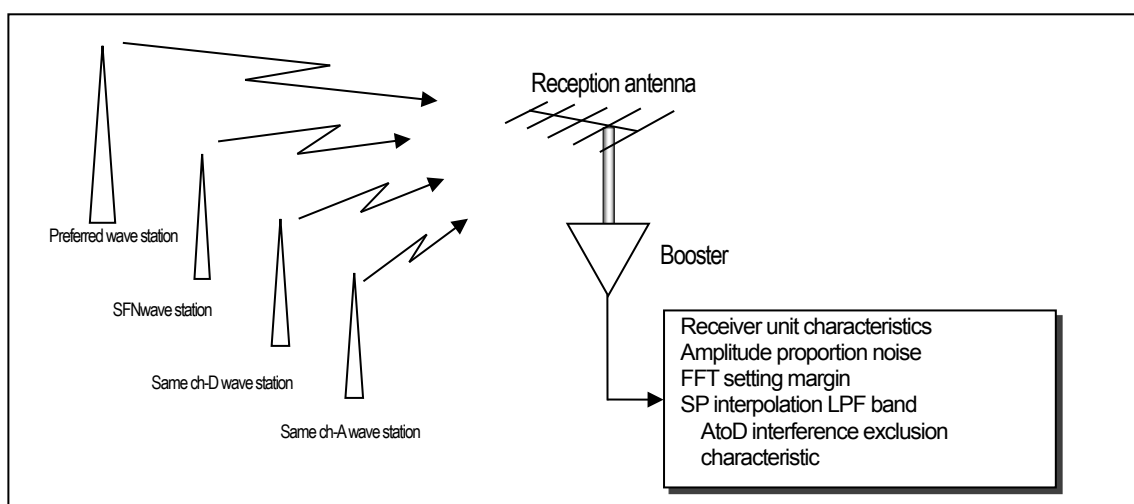 Reception antenna
Preferred wave station
Booster
SFNwave station
Receiver unit characteristics
Amplitude proportion noise
FFT setting margin
SP interpolation LPF band
AtoD interference exclusion
characteristic
Same ch-D wave station
Same ch-A wave station